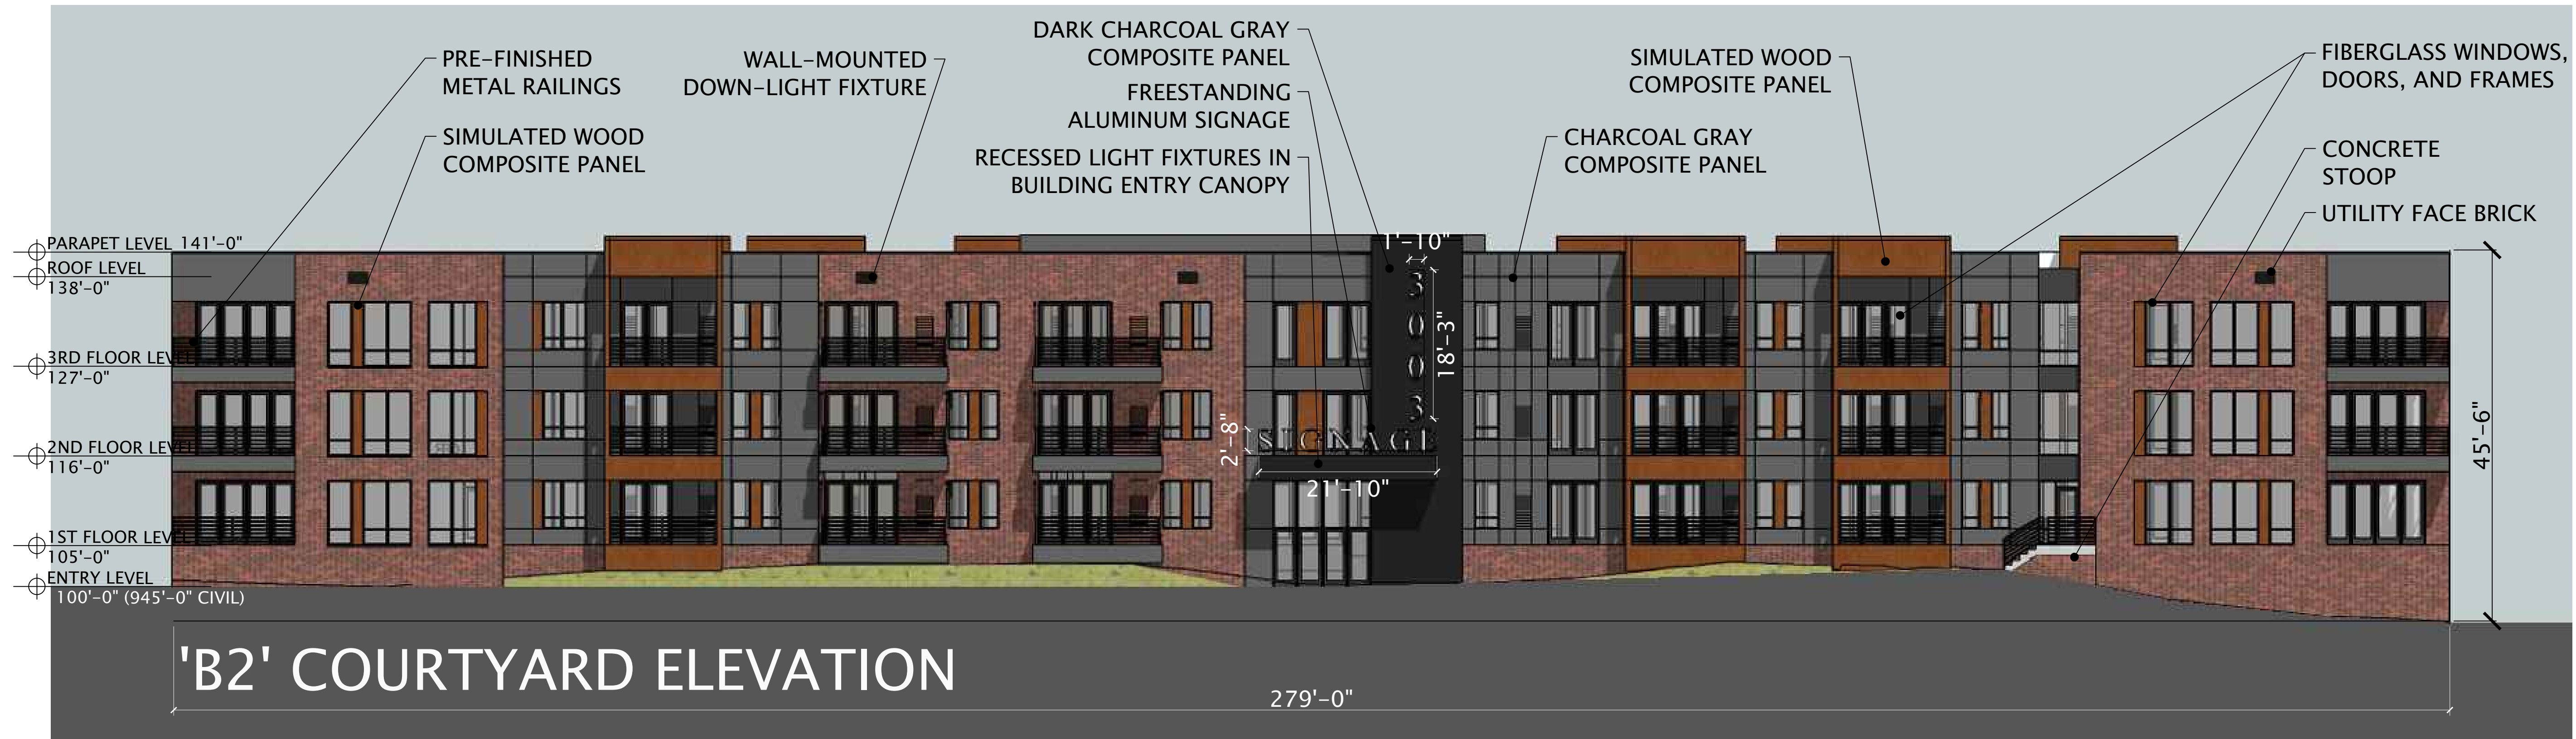 DARK CHARCOAL GRAY
COMPOSITE PANEL
PRE-FINISHED
METAL RAILINGS
WALL-MOUNTED
DOWN-LIGHT FIXTURE
FREESTANDING
ALUMINUM SIGNAGE
SIMULATED WOOD
COMPOSITE PANEL
FIBERGLASS WINDOWS,
DOORS, AND FRAMES
SIMULATED WOOD
COMPOSITE PANEL
RECESSED LIGHT FIXTURES IN
BUILDING ENTRY CANOPY
CHARCOAL GRAY
COMPOSITE PANEL
CONCRETE
STOOP
UTILITY FACE BRICK
PARAPET LEVEL 141'-0"
ROOF LEVEL
138'-0"
3RD FLOOR LEVEL
127'-0"
2ND FLOOR LEVEL
116'-0"
1ST FLOOR LEVEL
105'-0"
ENTRY LEVEL
100'-0" (945'-0" CIVIL)
1'-10"
3
0
0
3
18'-3"
2'-8"
SIGNAGE
21'-10"
45'-6"
'B2' COURTYARD ELEVATION
279'-0"